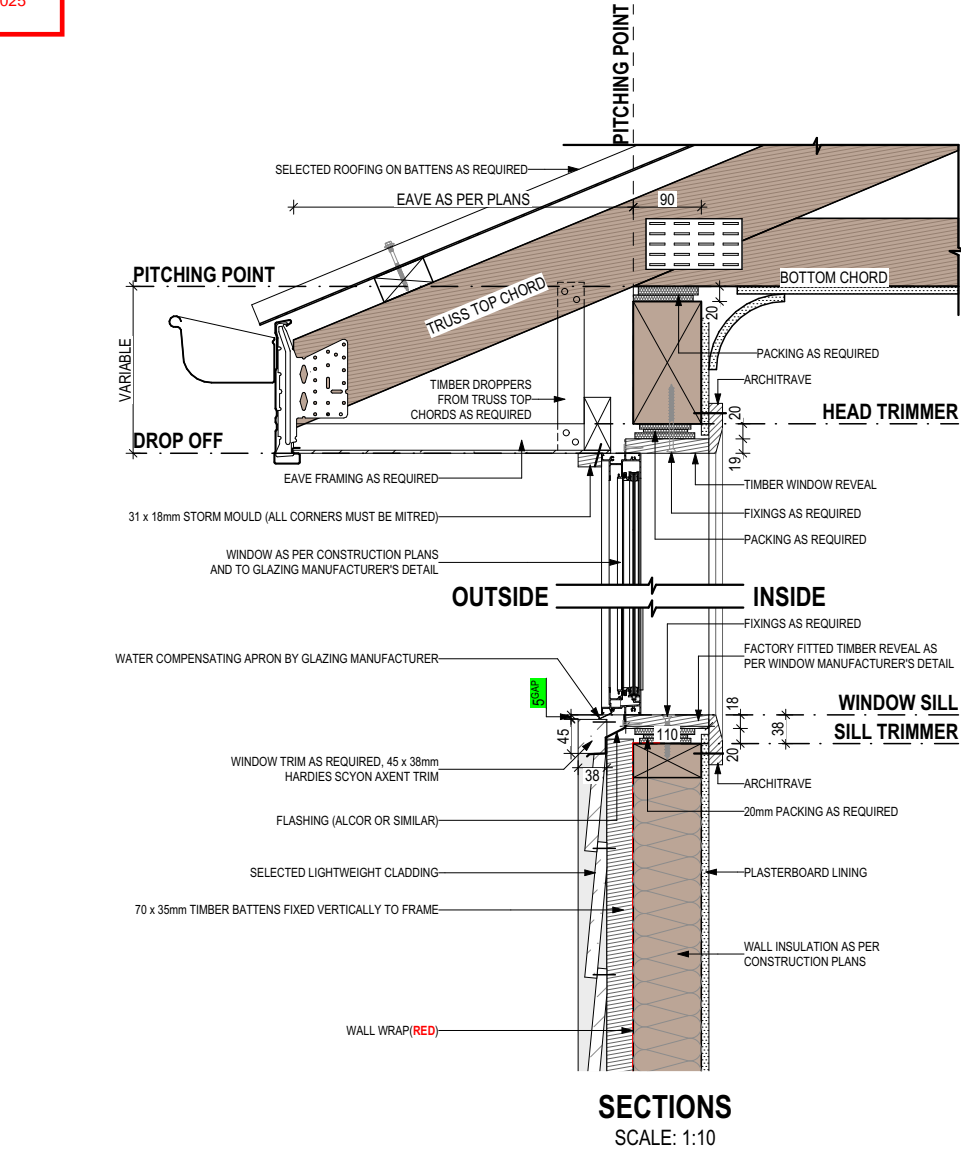 025
PITCHING POINT
SELECTED ROOFING ON BATTENS AS REQUIRED
EAVE AS PER PLANS
90
PITCHING POINT
BOTTOM CHORD
TRUSS TOP CHORD
20
VARIABLE
PACKING AS REQUIRED
TIMBER DROPPERS
FROM TRUSS TOP
CHORDS AS REQUIRED
ARCHITRAVE
20
HEAD TRIMMER
DROP OFF
19
EAVE FRAMING AS REQUIRED
TIMBER WINDOW REVEAL
31 x 18mm STORM MOULD (ALL CORNERS MUST BE MITRED)
FIXINGS AS REQUIRED
PACKING AS REQUIRED
WINDOW AS PER CONSTRUCTION PLANS
AND TO GLAZING MANUFACTURER'S DETAIL
OUTSIDE
INSIDE
FIXINGS AS REQUIRED
FACTORY FITTED TIMBER REVEAL AS
PER WINDOW MANUFACTURER'S DETAIL
WATER COMPENSATING APRON BY GLAZING MANUFACTURER
5 GAP
18
WINDOW SILL
45
110
38
SILL TRIMMER
20
WINDOW TRIM AS REQUIRED, 45 x 38mm
HARDIES SCYON AXENT TRIM
38
ARCHITRAVE
20mm PACKING AS REQUIRED
FLASHING (ALCOR OR SIMILAR)
SELECTED LIGHTWEIGHT CLADDING
PLASTERBOARD LINING
70 x 35mm TIMBER BATTENS FIXED VERTICALLY TO FRAME
WALL INSULATION AS PER
CONSTRUCTION PLANS
WALL WRAP(RED)
SECTIONS
SCALE: 1:10